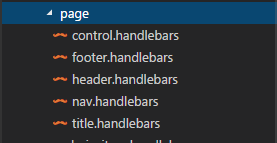 page
control.handlebars
footer.handlebars
header.handlebars
nav.handlebars
title.handlebars